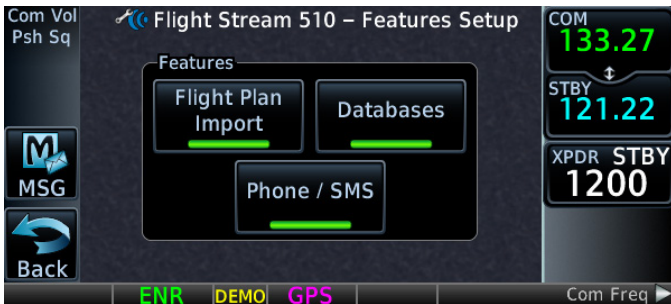 Com Vol
Psh Sq
Flight Stream 510 – Features Setup
Features
Flight Plan
Import
Databases
Phone / SMS
MSG
Back
COM
133.27
STBY
121.22
XPDR STBY
1200
ENR DEMO GPS Com Freq